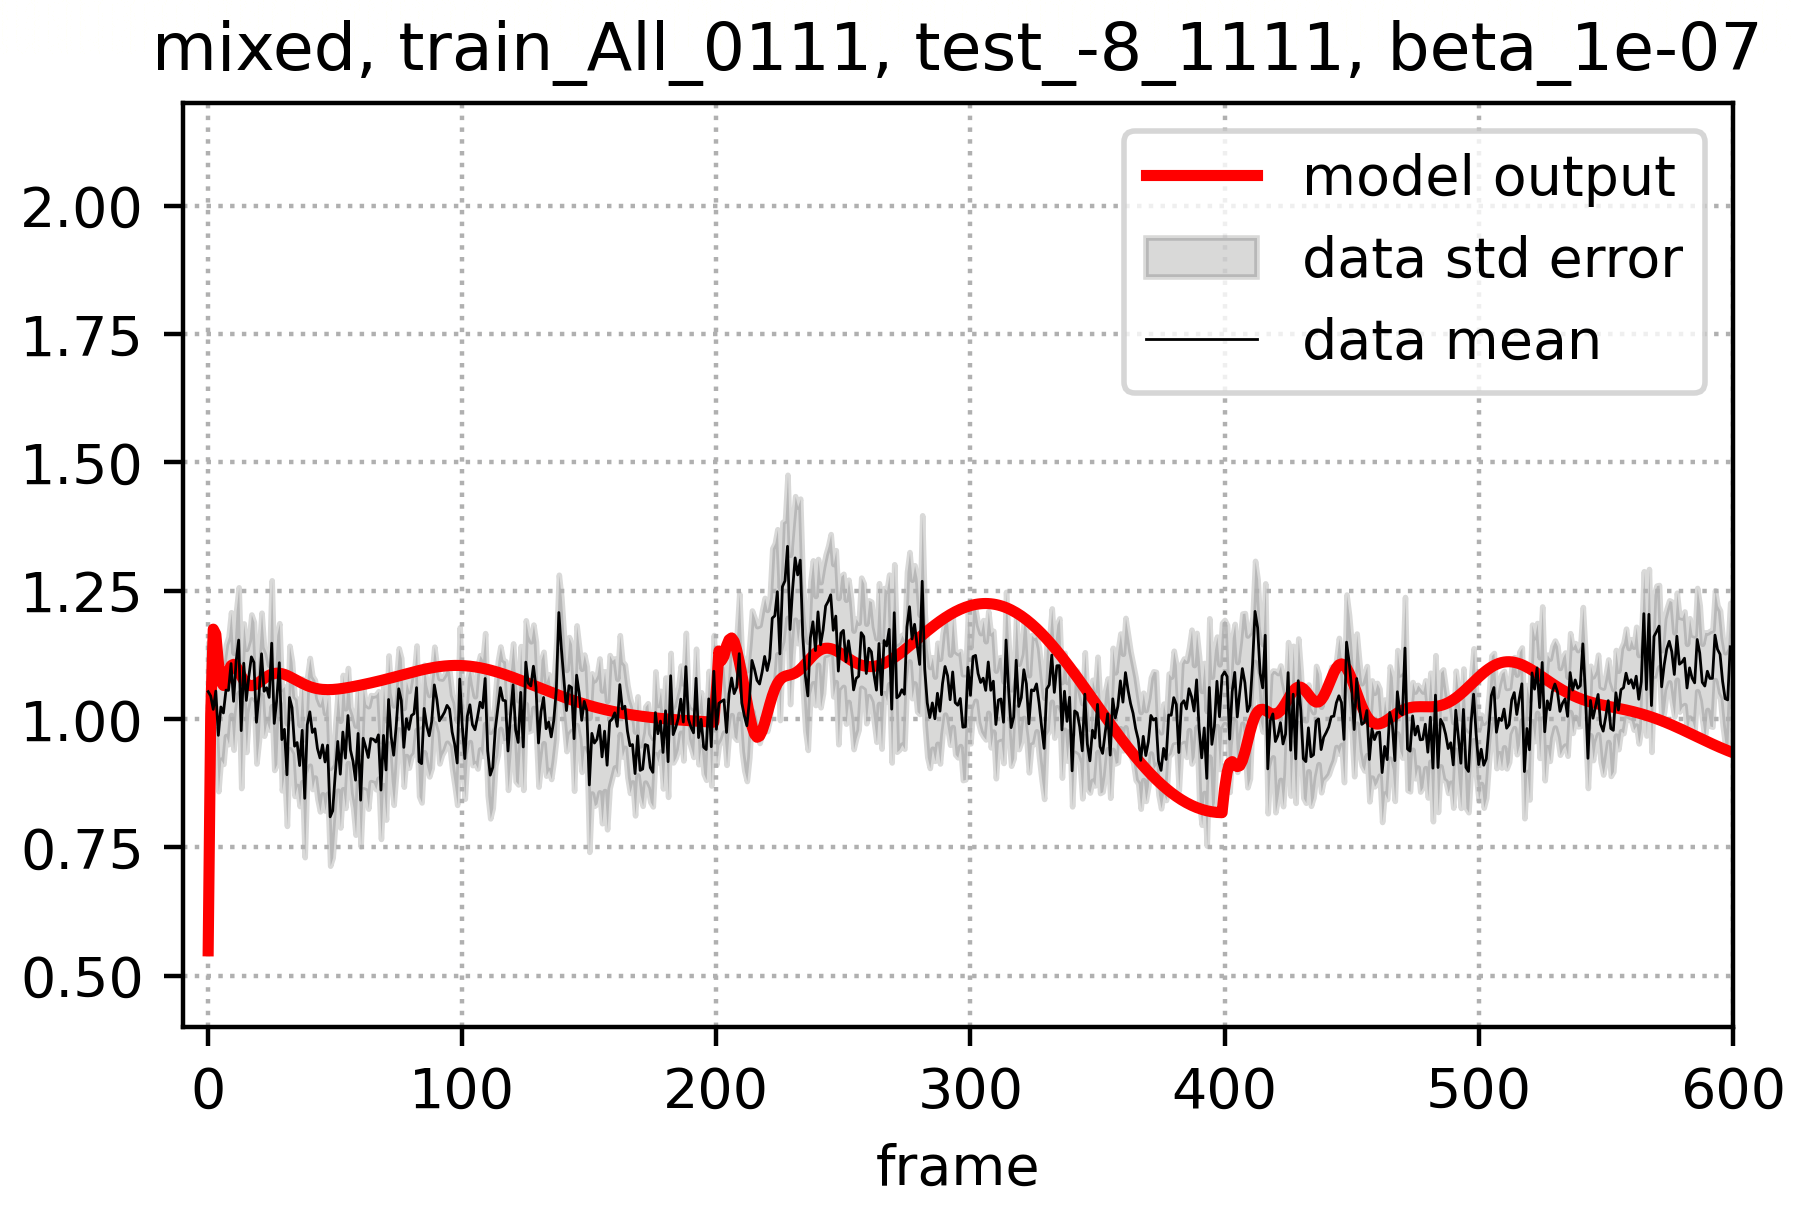 mixed, train_All_0111, test_-8_1111, beta_1e-07
model output
data std error
data mean
2.00
1.75
1.50
1.25
1.00
0.75
0.50
0 100 200 300 400 500 600
frame